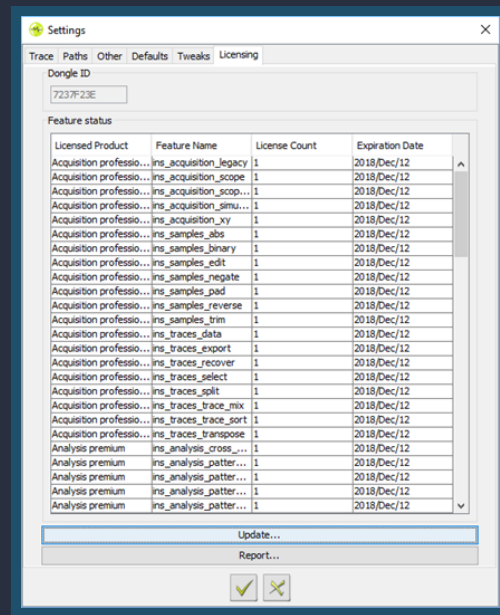 Settings
Trace Paths Other Defaults Tweaks Licensing
Dongle ID
7237F23E
Feature status
Licensed Product Feature Name License Count Expiration Date
Acquisition professio... ins_acquisition_legacy 1 2018/Dec/12
Acquisition professio... ins_acquisition_scope 1 2018/Dec/12
Acquisition professio... ins_acquisition_scop... 1 2018/Dec/12
Acquisition professio... ins_acquisition_simu... 1 2018/Dec/12
Acquisition professio... ins_acquisition_xy 1 2018/Dec/12
Acquisition professio... ins_samples_abs 1 2018/Dec/12
Acquisition professio... ins_samples_binary 1 2018/Dec/12
Acquisition professio... ins_samples_edit 1 2018/Dec/12
Acquisition professio... ins_samples_negate 1 2018/Dec/12
Acquisition professio... ins_samples_pad 1 2018/Dec/12
Acquisition professio... ins_samples_reverse 1 2018/Dec/12
Acquisition professio... ins_samples_trim 1 2018/Dec/12
Acquisition professio... ins_traces_data 1 2018/Dec/12
Acquisition professio... ins_traces_export 1 2018/Dec/12
Acquisition professio... ins_traces_recover 1 2018/Dec/12
Acquisition professio... ins_traces_select 1 2018/Dec/12
Acquisition professio... ins_traces_split 1 2018/Dec/12
Acquisition professio... ins_traces_trace_mix 1 2018/Dec/12
Acquisition professio... ins_traces_trace_sort 1 2018/Dec/12
Acquisition professio... ins_traces_transpose 1 2018/Dec/12
Analysis premium ins_analysis_cross_... 1 2018/Dec/12
Analysis premium ins_analysis_patter... 1 2018/Dec/12
Analysis premium ins_analysis_patter... 1 2018/Dec/12
Analysis premium ins_analysis_patter... 1 2018/Dec/12
Analysis premium ins_analysis_patter... 1 2018/Dec/12
Update...
Report...